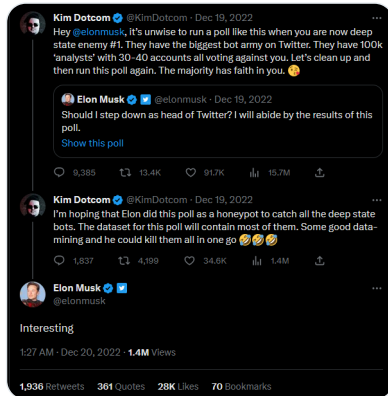 Kim Dotcom @KimDotcom · Dec 19, 2022
Hey @elonmusk, it's unwise to run a poll like this when you are now deep
state enemy #1. They have the biggest bot army on Twitter. They have 100k
'analysts' with 30-40 accounts all voting against you. Let's clean up and
then run this poll again. The majority has faith in you. 😘
Elon Musk @elonmusk · Dec 19, 2022
Should I step down as head of Twitter? I will abide by the results of this
poll.
Show this poll
9,385 13.4K 91.7K 15.7M
Kim Dotcom @KimDotcom · Dec 19, 2022
I'm hoping that Elon did this poll as a honeypot to catch all the deep state
bots. The dataset for this poll will contain most of them. Some good data-
mining and he could kill them all in one go 🤣🤣🤣
1,837 4,199 34.6K 1.4M
Elon Musk
@elonmusk
Interesting
1:27 AM · Dec 20, 2022 · 1.4M Views
1,936 Retweets 361 Quotes 28K Likes 70 Bookmarks